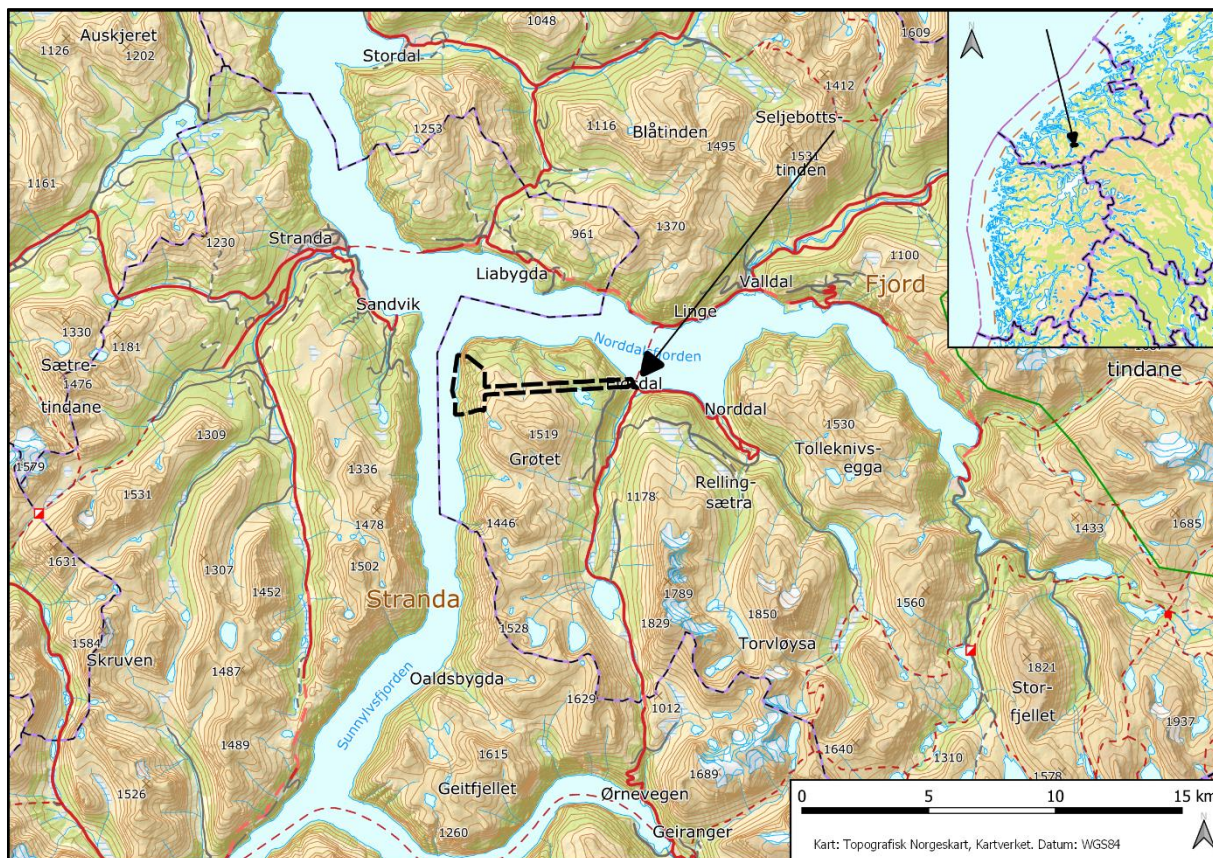 1048
1609
Auskjeret
1126
1202
Stordal
1412
Seljebotts-
tinden
1253
1116
Blåtinden
1495
1531
1161
1230
Stranda
961
1370
1100
Liabygda
Valldal
Fjord
Sandvik
Linge
1330
1181
Norddalsfjorden
Sætre-
tindane
1476
tindane
Norddal
1309
1519
Grøtet
1530
Tolleknivs-
egga
1579
1336
Relling-
sætra
1531
1178
1478
1446
1433
1685
1631
1307
1502
1452
1789
1850
1560
Stranda
1528
1829
Torvløysa
1584
Skruven
1487
Oaldsbygda
1821
Stor-
fjellet
1629
1012
Sunnylvsfjorden
1937
1489
1615
1640
1310
1689
1578
1526
Geitfjellet
Ørnevegen
1260
Geiranger
0 5 10 15 km
Kart: Topografisk Norgeskart, Kartverket. Datum: WGS84
N
N